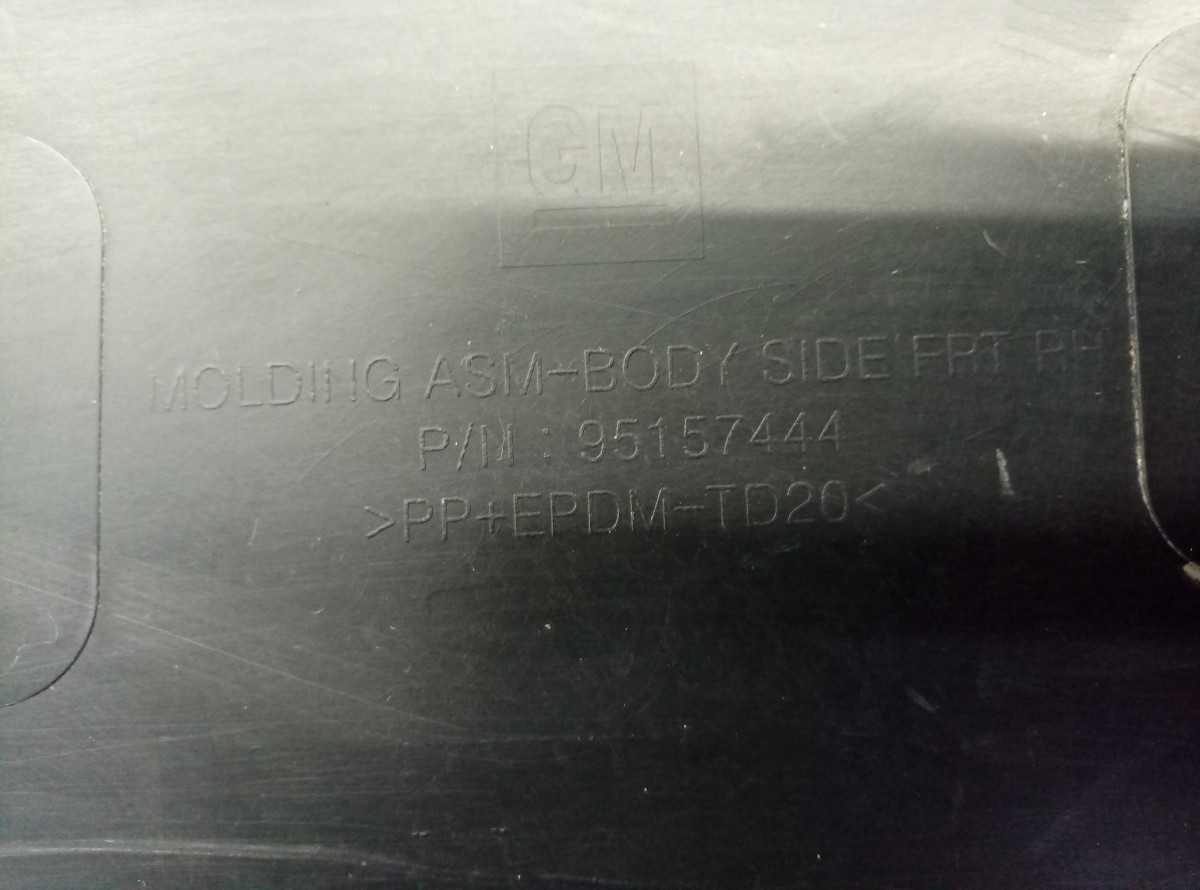 GM
MOLDING ASM-BODY SIDE FRT RH
P/N : 95157444
>PP+EPDM-TD20<